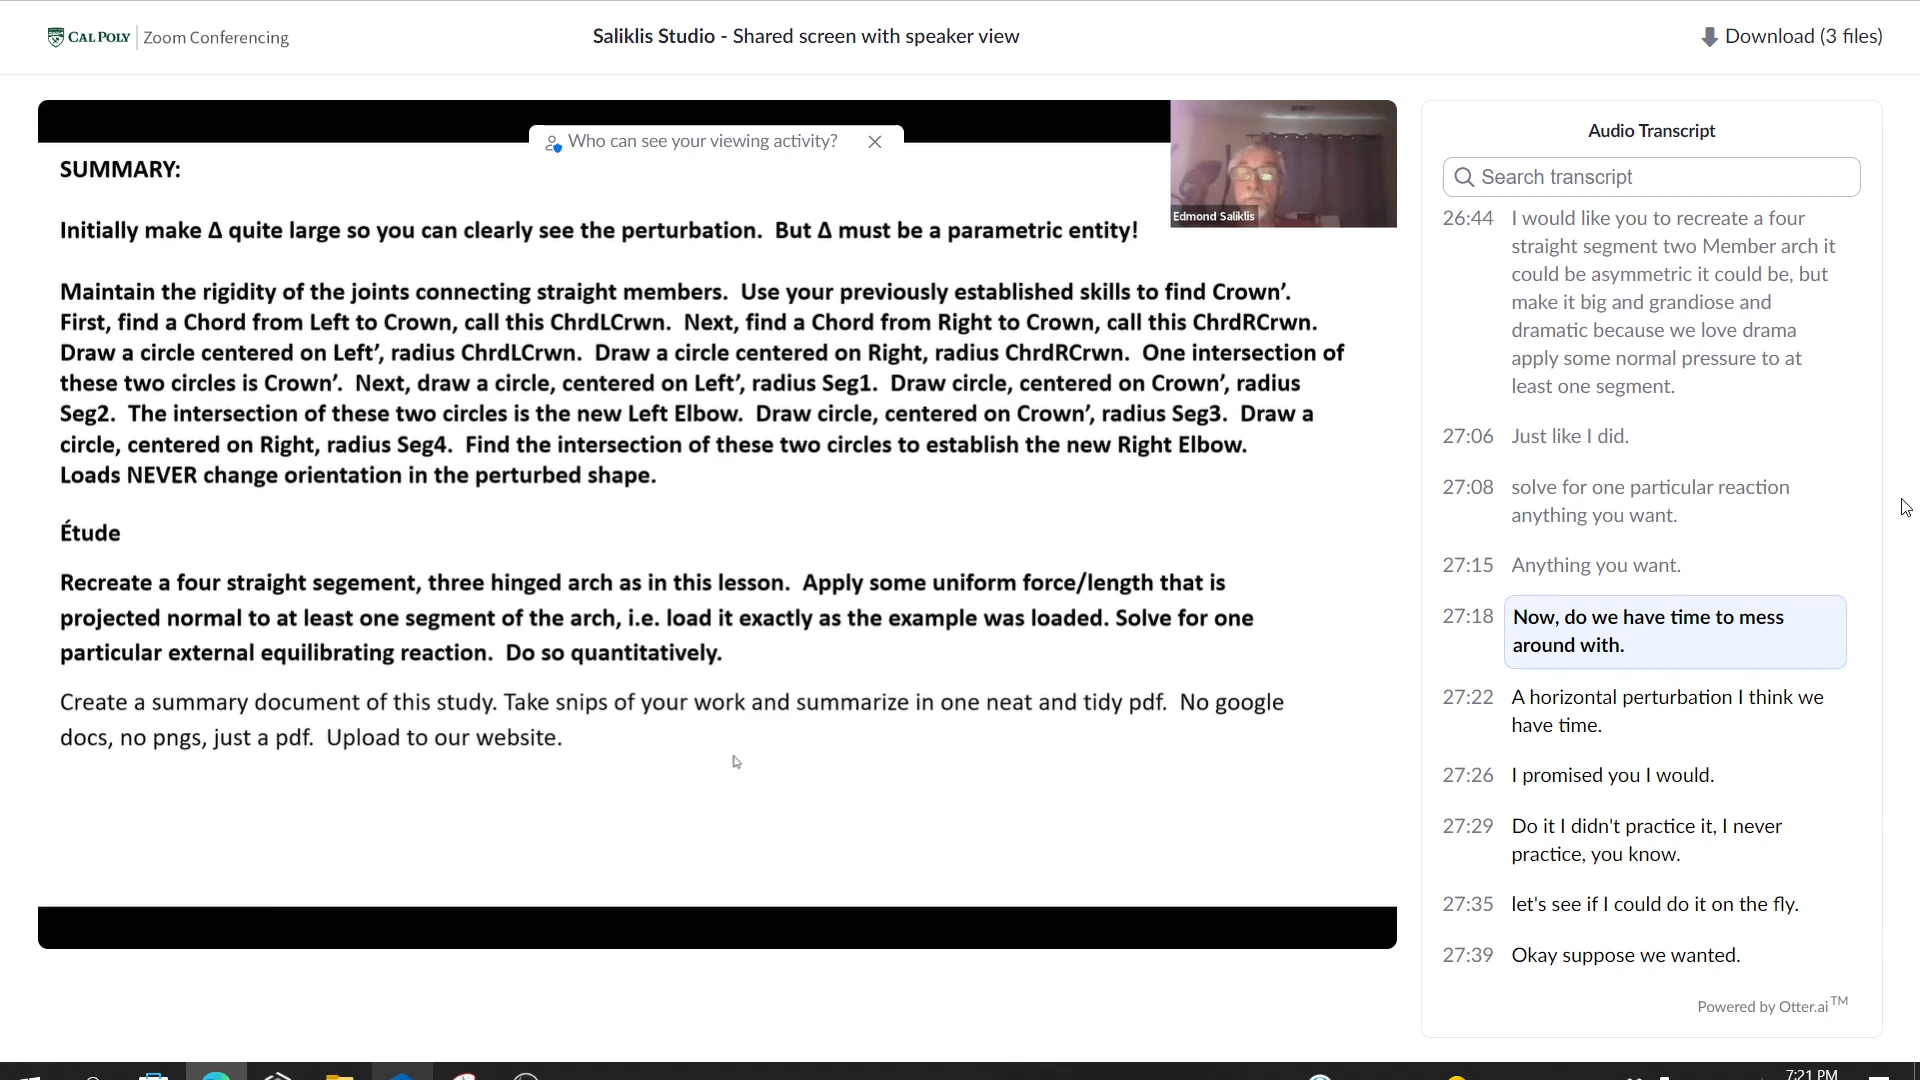 CAL POLY Zoom Conferencing
Saliklis Studio - Shared screen with speaker view
Download (3 files)
Who can see your viewing activity?
Edmond Saliklis
SUMMARY:
Initially make Δ quite large so you can clearly see the perturbation. But Δ must be a parametric entity!
Maintain the rigidity of the joints connecting straight members. Use your previously established skills to find Crown’.
First, find a Chord from Left to Crown, call this ChrdLCrwn. Next, find a Chord from Right to Crown, call this ChrdRCrwn.
Draw a circle centered on Left’, radius ChrdLCrwn. Draw a circle centered on Right, radius ChrdRCrwn. One intersection of
these two circles is Crown’. Next, draw a circle, centered on Left’, radius Seg1. Draw circle, centered on Crown’, radius
Seg2. The intersection of these two circles is the new Left Elbow. Draw circle, centered on Crown’, radius Seg3. Draw a
circle, centered on Right, radius Seg4. Find the intersection of these two circles to establish the new Right Elbow.
Loads NEVER change orientation in the perturbed shape.
Étude
Recreate a four straight segement, three hinged arch as in this lesson. Apply some uniform force/length that is
projected normal to at least one segment of the arch, i.e. load it exactly as the example was loaded. Solve for one
particular external equilibrating reaction. Do so quantitatively.
Create a summary document of this study. Take snips of your work and summarize in one neat and tidy pdf. No google
docs, no pngs, just a pdf. Upload to our website.
Audio Transcript
Search transcript
26:44 I would like you to recreate a four
straight segment two Member arch it
could be asymmetric it could be, but
make it big and grandiose and
dramatic because we love drama
apply some normal pressure to at
least one segment.
27:06 Just like I did.
27:08 solve for one particular reaction
anything you want.
27:15 Anything you want.
27:18 Now, do we have time to mess
around with.
27:22 A horizontal perturbation I think we
have time.
27:26 I promised you I would.
27:29 Do it I didn't practice it, I never
practice, you know.
27:35 let's see if I could do it on the fly.
27:39 Okay suppose we wanted.
Powered by Otter.ai TM
7:21 PM